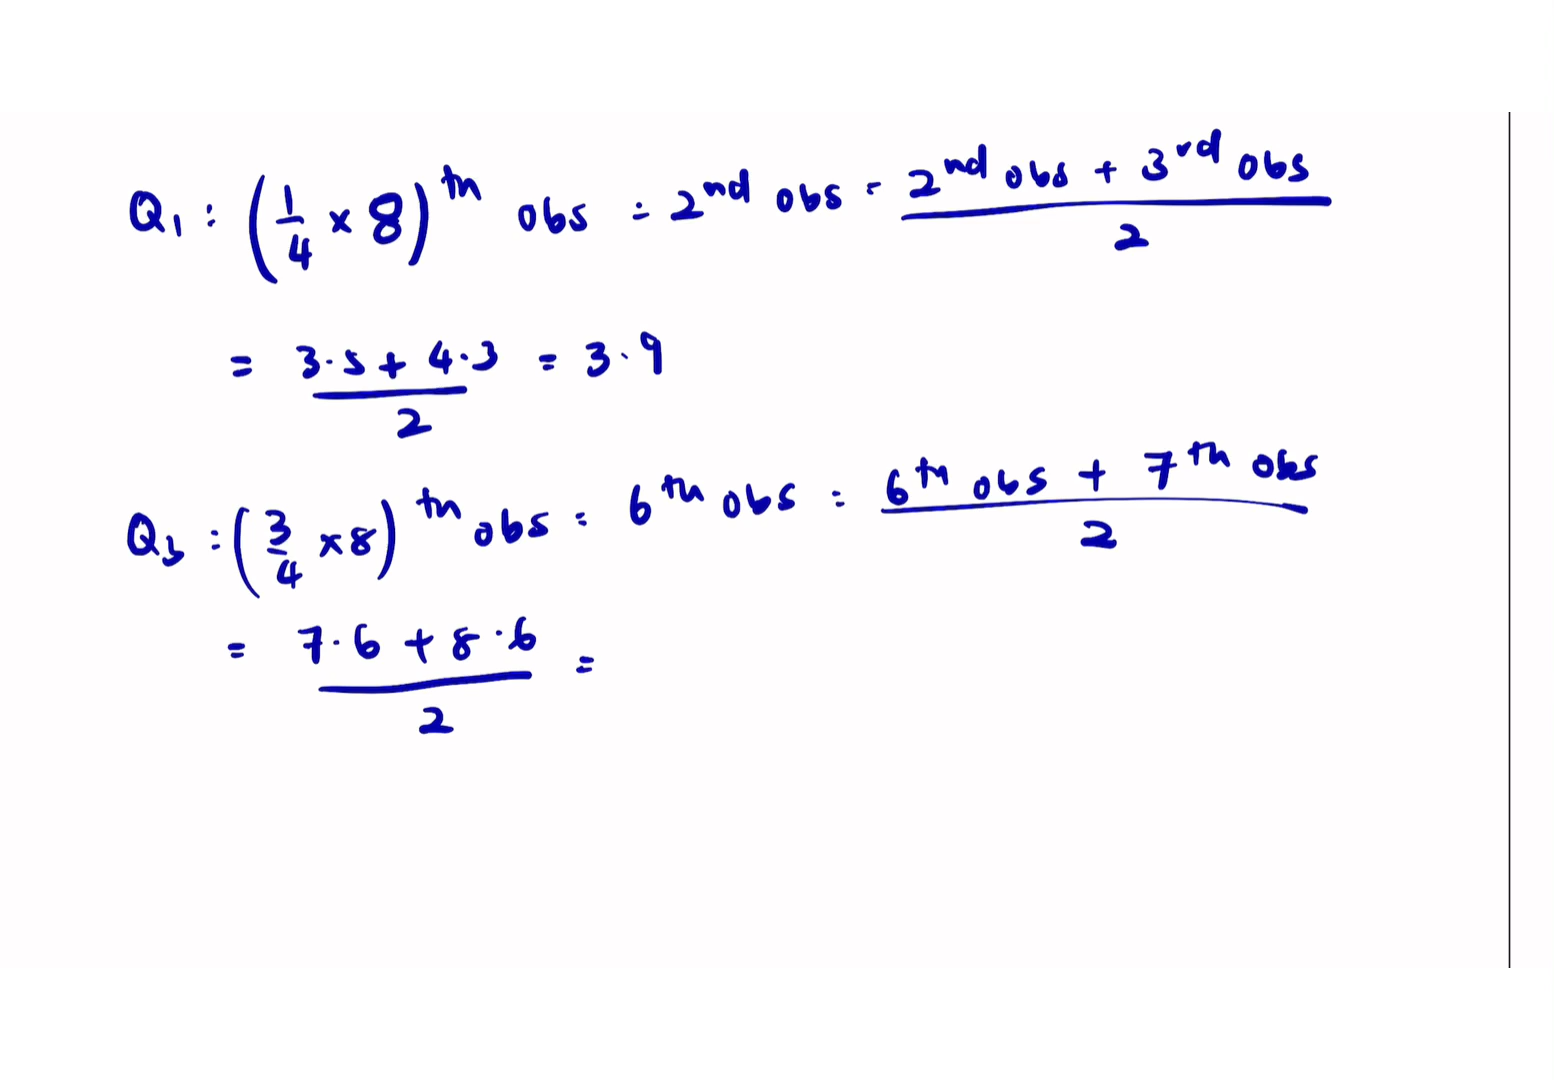 Q₁ : (1/4 × 8)ᵗʰ obs = 2ⁿᵈ obs = (2ⁿᵈ obs + 3ʳᵈ obs)/2
= (3.5 + 4.3)/2 = 3.9
Q₃ : (3/4 × 8)ᵗʰ obs = 6ᵗʰ obs = (6ᵗʰ obs + 7ᵗʰ obs)/2
= (7.6 + 8.6)/2 =